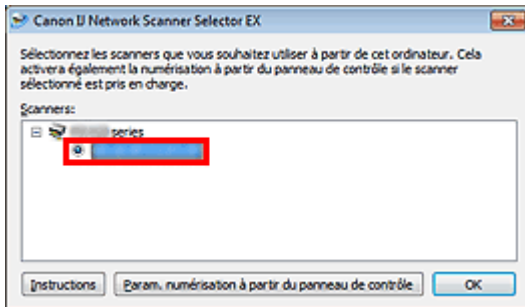 Canon IJ Network Scanner Selector EX
Sélectionnez les scanners que vous souhaitez utiliser à partir de cet ordinateur. Cela
activera également la numérisation à partir du panneau de contrôle si le scanner
sélectionné est pris en charge.
Scanners:
series
Instructions
Param. numérisation à partir du panneau de contrôle
OK